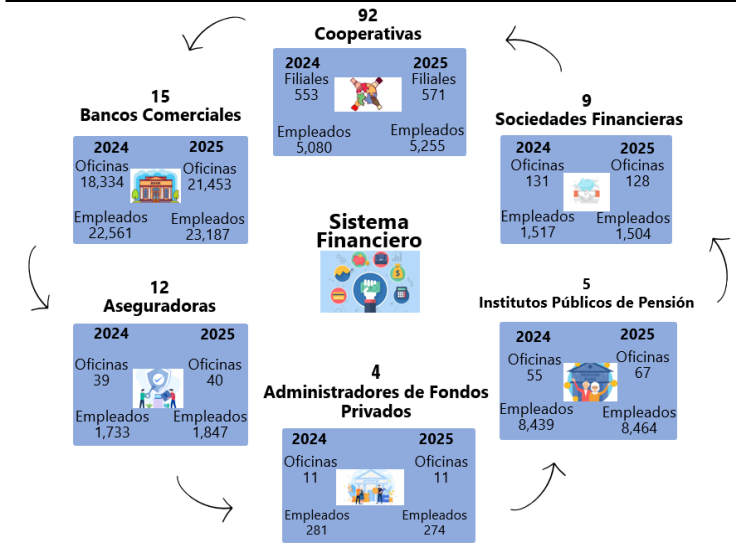 92
Cooperativas
2024
Filiales
553
Empleados
5,080
2025
Filiales
571
Empleados
5,255
15
Bancos Comerciales
2024
Oficinas
18,334
Empleados
22,561
2025
Oficinas
21,453
Empleados
23,187
9
Sociedades Financieras
2024
Oficinas
131
Empleados
1,517
2025
Oficinas
128
Empleados
1,504
Sistema
Financiero
12
Aseguradoras
2024
Oficinas
39
Empleados
1,733
2025
Oficinas
40
Empleados
1,847
4
Administradores de Fondos
Privados
2024
Oficinas
11
Empleados
281
2025
Oficinas
11
Empleados
274
5
Institutos Públicos de Pensión
2024
Oficinas
55
Empleados
8,439
2025
Oficinas
67
Empleados
8,464